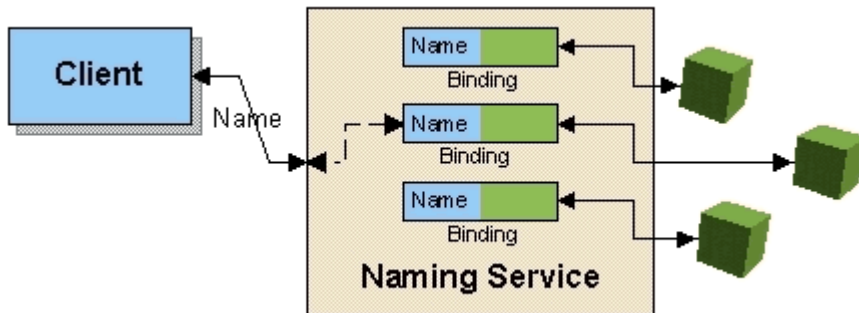 Client
Name
Name
Binding
Name
Binding
Name
Binding
Naming Service